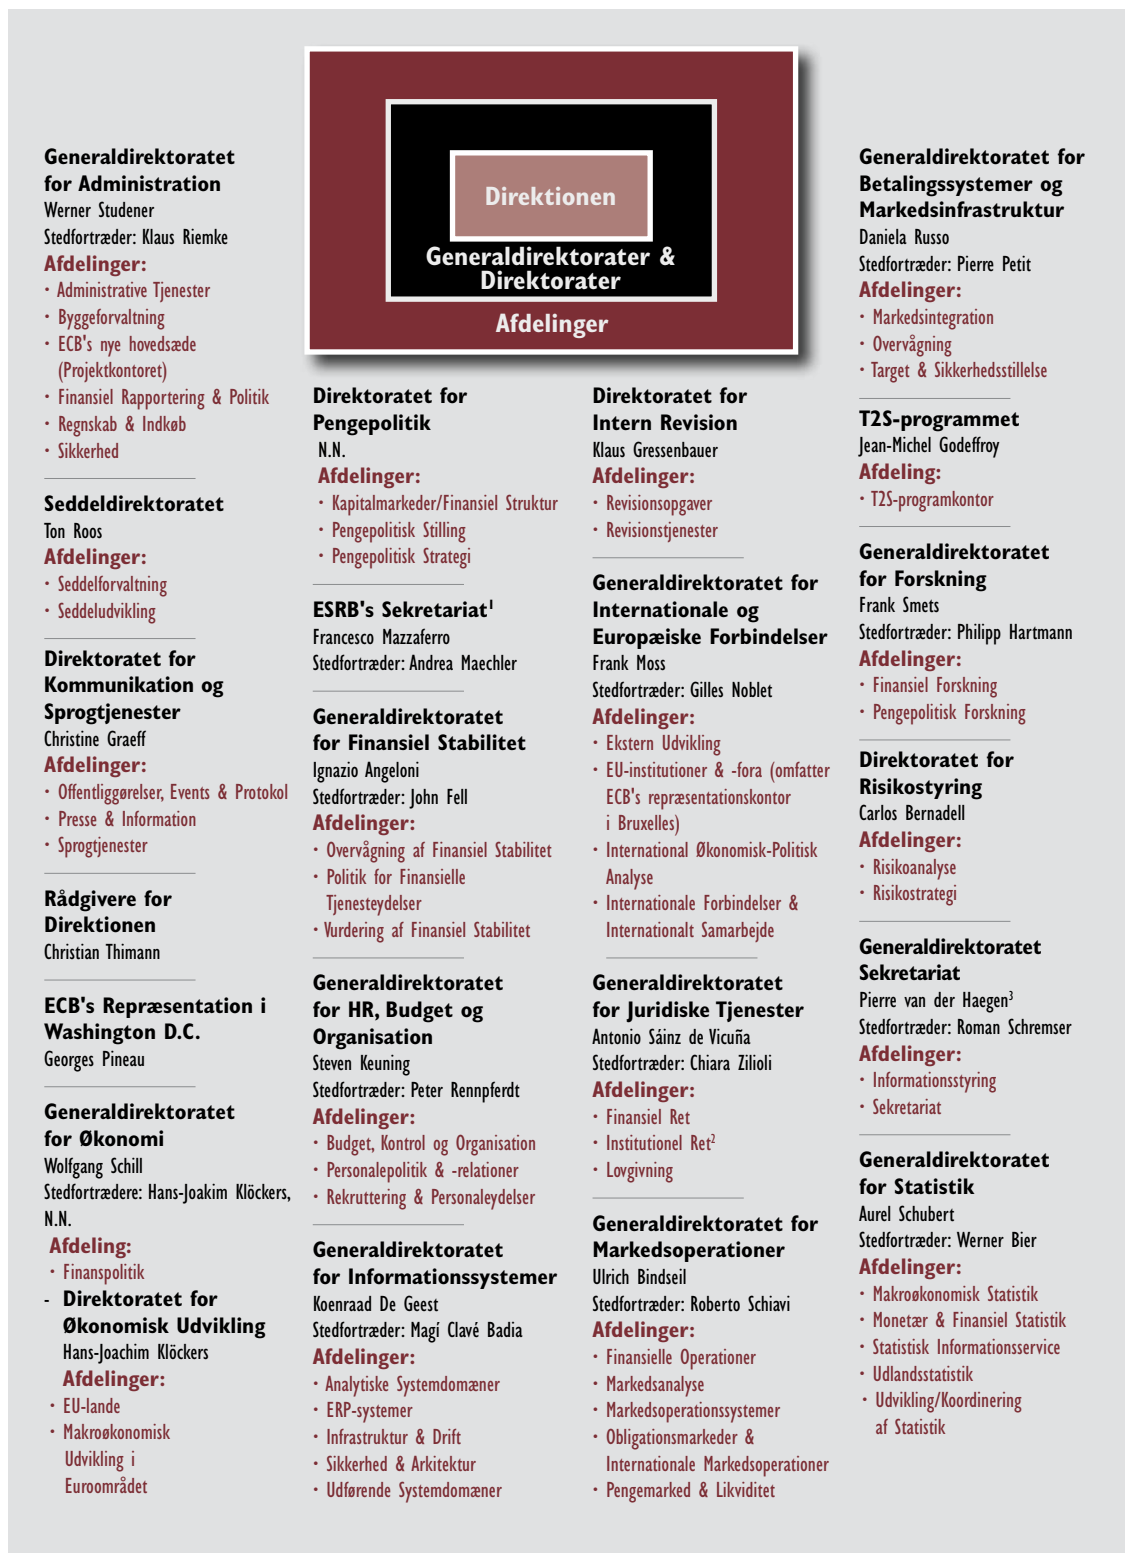 Direktionen
Generaldirektorater &
Direktorater
Afdelinger
Generaldirektoratet
for Administration
Werner Studener
Stedfortræder: Klaus Riemke
Afdelinger:
• Administrative Tjenester
• Byggeforvaltning
• ECB's nye hovedsæde
(Projektkontoret)
• Finansiel Rapportering & Politik
• Regnskab & Indkøb
• Sikkerhed
Seddeldirektoratet
Ton Roos
Afdelinger:
• Seddelforvaltning
• Seddeludvikling
Direktoratet for
Kommunikation og
Sprogtjenester
Christine Graeff
Afdelinger:
• Offentliggørelser, Events & Protokol
• Presse & Information
• Sprogtjenester
Rådgivere for
Direktionen
Christian Thimann
ECB's Repræsentation i
Washington D.C.
Georges Pineau
Generaldirektoratet
for Økonomi
Wolfgang Schill
Stedfortrædere: Hans-Joakim Klöckers,
N.N.
Afdeling:
• Finanspolitik
- Direktoratet for
Økonomisk Udvikling
Hans-Joachim Klöckers
Afdelinger:
• EU-lande
• Makroøkonomisk
Udvikling i
Euroområdet
Direktoratet for
Pengepolitik
N.N.
Afdelinger:
• Kapitalmarkeder/Finansiel Struktur
• Pengepolitisk Stilling
• Pengepolitisk Strategi
ESRB's Sekretariat¹
Francesco Mazzaferro
Stedfortræder: Andrea Maechler
Generaldirektoratet
for Finansiel Stabilitet
Ignazio Angeloni
Stedfortræder: John Fell
Afdelinger:
• Overvågning af Finansiel Stabilitet
• Politik for Finansielle
Tjenesteydelser
• Vurdering af Finansiel Stabilitet
Generaldirektoratet
for HR, Budget og
Organisation
Steven Keuning
Stedfortræder: Peter Rennpferdt
Afdelinger:
• Budget, Kontrol og Organisation
• Personalepolitik & -relationer
• Rekruttering & Personaleydelser
Generaldirektoratet
for Informationssystemer
Koenraad De Geest
Stedfortræder: Magí Clavé Badia
Afdelinger:
• Analytiske Systemdomæner
• ERP-systemer
• Infrastruktur & Drift
• Sikkerhed & Arkitektur
• Udførende Systemdomæner
Direktoratet for
Intern Revision
Klaus Gressenbauer
Afdelinger:
• Revisionsopgaver
• Revisionstjenester
Generaldirektoratet for
Internationale og
Europæiske Forbindelser
Frank Moss
Stedfortræder: Gilles Noblet
Afdelinger:
• Ekstern Udvikling
• EU-institutioner & -fora (omfatter
ECB's repræsentationskontor
i Bruxelles)
• International Økonomisk-Politisk
Analyse
• Internationale Forbindelser &
Internationalt Samarbejde
Generaldirektoratet
for Juridiske Tjenester
Antonio Sáinz de Vicuña
Stedfortræder: Chiara Zilioli
Afdelinger:
• Finansiel Ret
• Institutionel Ret²
• Lovgivning
Generaldirektoratet for
Markedsoperationer
Ulrich Bindseil
Stedfortræder: Roberto Schiavi
Afdelinger:
• Finansielle Operationer
• Markedsanalyse
• Markedsoperationssystemer
• Obligationsmarkeder &
Internationale Markedsoperationer
• Pengemarked & Likviditet
Generaldirektoratet for
Betalingssystemer og
Markedsinfrastruktur
Daniela Russo
Stedfortræder: Pierre Petit
Afdelinger:
• Markedsintegration
• Overvågning
• Target & Sikkerhedsstillelse
T2S-programmet
Jean-Michel Godeffroy
Afdeling:
• T2S-programkontor
Generaldirektoratet
for Forskning
Frank Smets
Stedfortræder: Philipp Hartmann
Afdelinger:
• Finansiel Forskning
• Pengepolitisk Forskning
Direktoratet for
Risikostyring
Carlos Bernadell
Afdelinger:
• Risikoanalyse
• Risikostrategi
Generaldirektoratet
Sekretariat
Pierre van der Haegen³
Stedfortræder: Roman Schremser
Afdelinger:
• Informationsstyring
• Sekretariat
Generaldirektoratet
for Statistik
Aurel Schubert
Stedfortræder: Werner Bier
Afdelinger:
• Makroøkonomisk Statistik
• Monetær & Finansiel Statistik
• Statistisk Informationsservice
• Udlandsstatistik
• Udvikling/Koordinering
af Statistik